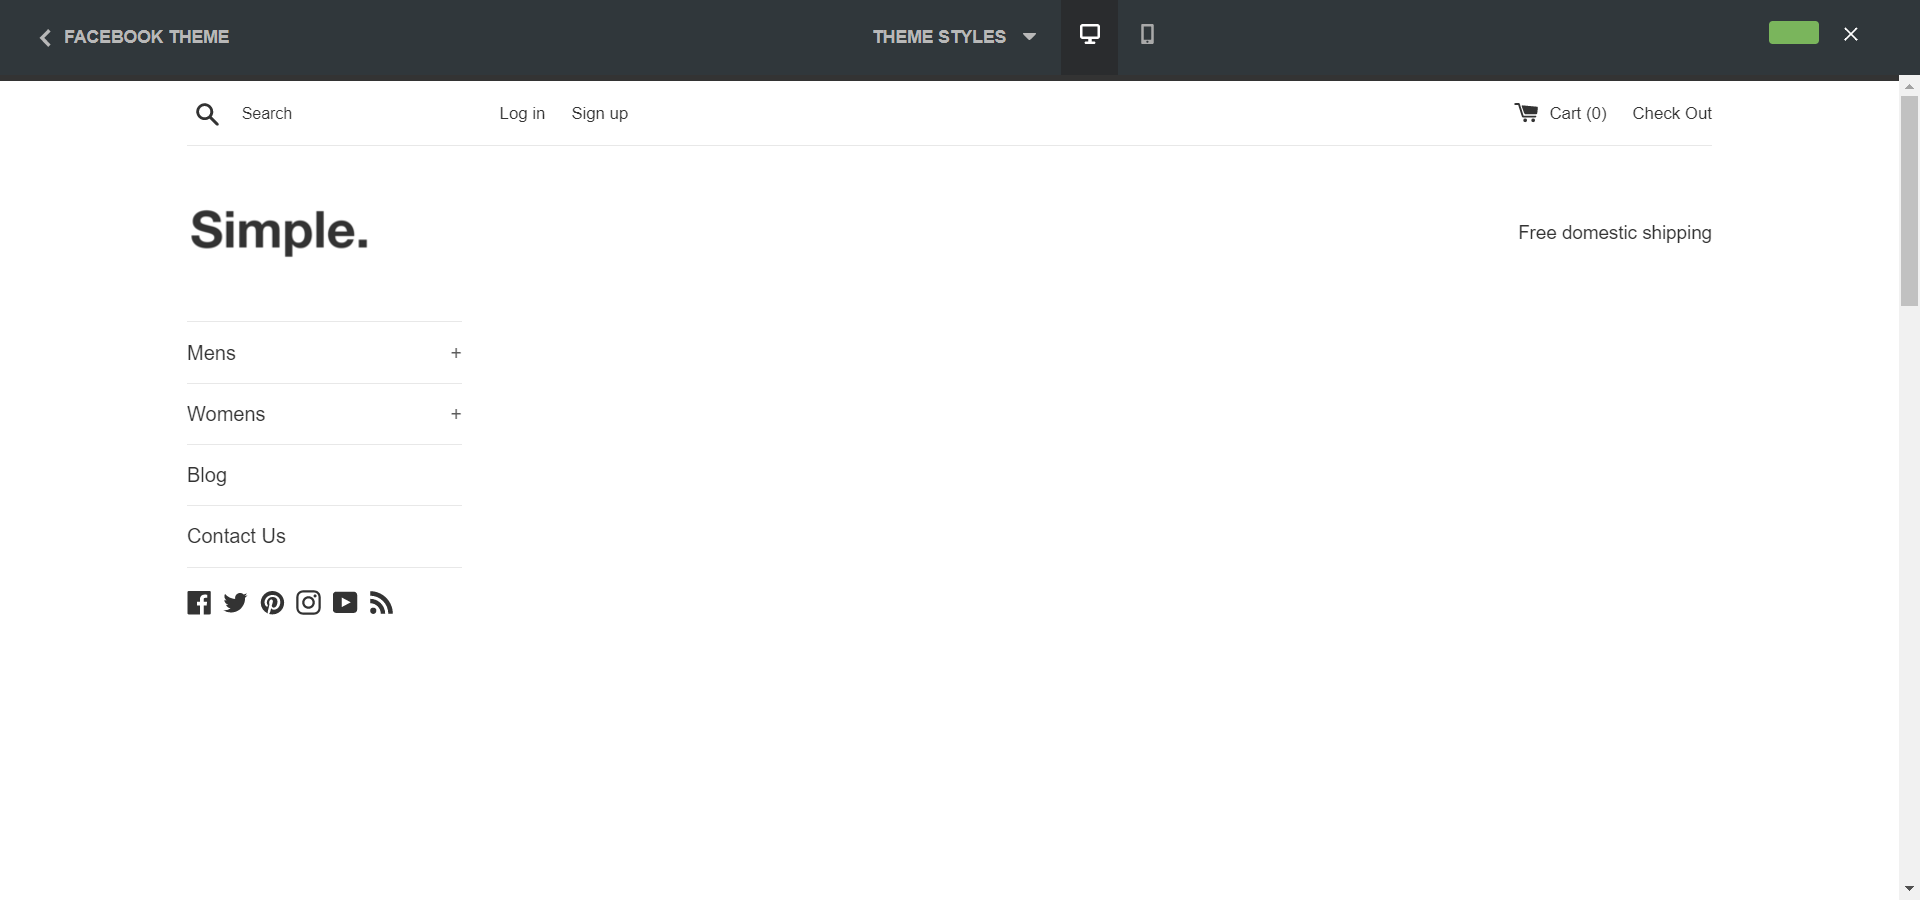 FACEBOOK THEME
THEME STYLES
Search
Log in
Sign up
Cart (0)
Check Out
Simple.
Free domestic shipping
Mens +
Womens +
Blog
Contact Us